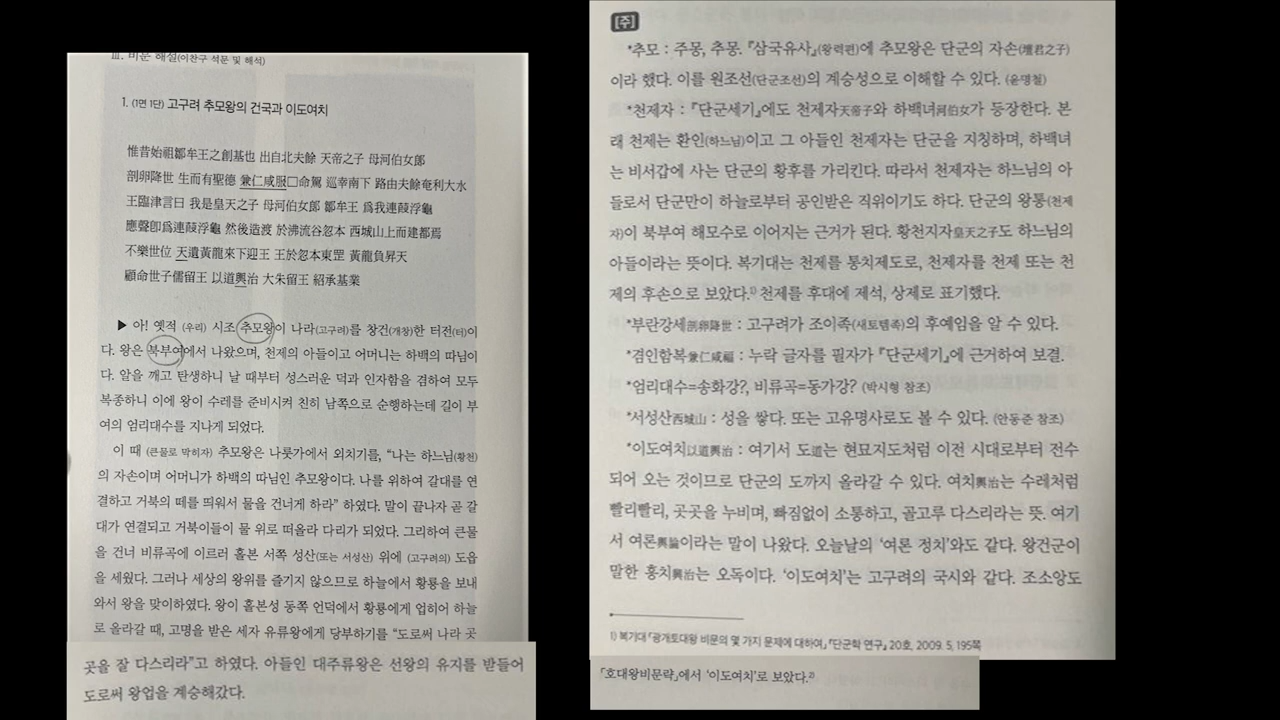 Ⅲ. 비문 해설(이찬구 석문 및 해석)
1. (1면 1단) 고구려 추모왕의 건국과 이도여치
惟昔始祖鄒牟王之創基也 出自北夫餘 天帝之子 母河伯女郞
剖卵降世 生而有聖德 兼仁咸服□命駕 巡幸南下 路由夫餘奄利大水
王臨津言曰 我是皇天之子 母河伯女郞 鄒牟王 爲我連葭浮龜
應聲卽爲連葭浮龜 然後造渡 於沸流谷忽本 西城山上而建都焉
不樂世位 天遣黃龍來下迎王 王於忽本東罡 黃龍負昇天
顧命世子儒留王 以道輿治 大朱留王 紹承基業
▶ 아! 옛적 (우리) 시조 추모왕이 나라(고구려)를 창건(개창)한 터전(터)이
다. 왕은 북부여에서 나왔으며, 천제의 아들이고 어머니는 하백의 따님이
다. 알을 깨고 탄생하니 날 때부터 성스러운 덕과 인자함을 겸하여 모두
복종하니 이에 왕이 수레를 준비시켜 친히 남쪽으로 순행하는데 길이 부
여의 엄리대수를 지나게 되었다.
이 때 (큰물로 막히자) 추모왕은 나룻가에서 외치기를, “나는 하느님(황천)
의 자손이며 어머니가 하백의 따님인 추모왕이다. 나를 위하여 갈대를 연
결하고 거북의 떼를 띄워서 물을 건너게 하라” 하였다. 말이 끝나자 곧 갈
대가 연결되고 거북이들이 물 위로 떠올라 다리가 되었다. 그리하여 큰물
을 건너 비류곡에 이르러 홀본 서쪽 성산(또는 서성산) 위에 (고구려의) 도읍
을 세웠다. 그러나 세상의 왕위를 즐기지 않으므로 하늘에서 황룡을 보내
와서 왕을 맞이하였다. 왕이 홀본성 동쪽 언덕에서 황룡에게 업히어 하늘
로 올라갈 때, 고명을 받은 세자 유류왕에게 당부하기를 “도로써 나라 곳
곳을 잘 다스리라”고 하였다. 아들인 대주류왕은 선왕의 유지를 받들어
도로써 왕업을 계승해갔다.
[주]
*추모 : 주몽, 추몽. 『삼국유사』(왕력편)에 추모왕은 단군의 자손(壇君之子)
이라 했다. 이를 원조선(단군조선)의 계승성으로 이해할 수 있다. (윤명철)
*천제자 : 『단군세기』에도 천제자天帝子와 하백녀河伯女가 등장한다. 본
래 천제는 환인(하느님)이고 그 아들인 천제자는 단군을 지칭하며, 하백녀
는 비서갑에 사는 단군의 황후를 가리킨다. 따라서 천제자는 하느님의 아
들로서 단군만이 하늘로부터 공인받은 직위이기도 하다. 단군의 왕통(천제
자)이 북부여 해모수로 이어지는 근거가 된다. 황천지자皇天之子도 하느님의
아들이라는 뜻이다. 복기대는 천제를 통치제도로, 천제자를 천제 또는 천
제의 후손으로 보았다.1) 천제를 후대에 제석, 상제로 표기했다.
*부란강세剖卵降世 : 고구려가 조이족(새토템족)의 후예임을 알 수 있다.
*겸인함복兼仁咸福 : 누락 글자를 필자가 『단군세기』에 근거하여 보결.
*엄리대수=송화강?, 비류곡=동가강? (박시형 참조)
*서성산西城山 : 성을 쌓다. 또는 고유명사로도 볼 수 있다. (안동준 참조)
*이도여치以道輿治 : 여기서 도道는 현묘지도처럼 이전 시대로부터 전수
되어 오는 것이므로 단군의 도까지 올라갈 수 있다. 여치輿治는 수레처럼
빨리빨리, 곳곳을 누비며, 빠짐없이 소통하고, 골고루 다스리라는 뜻. 여기
서 여론輿論이라는 말이 나왔다. 오늘날의 ‘여론 정치’와도 같다. 왕건군이
말한 흥치興治는 오독이다. ‘이도여치’는 고구려의 국시와 같다. 조소앙도
1) 복기대 「광개토대왕 비문의 몇 가지 문제에 대하여」, 『단군학 연구』 20호, 2009. 5, 195쪽
「호대왕비문략」에서 ‘이도여치’로 보았다.2)